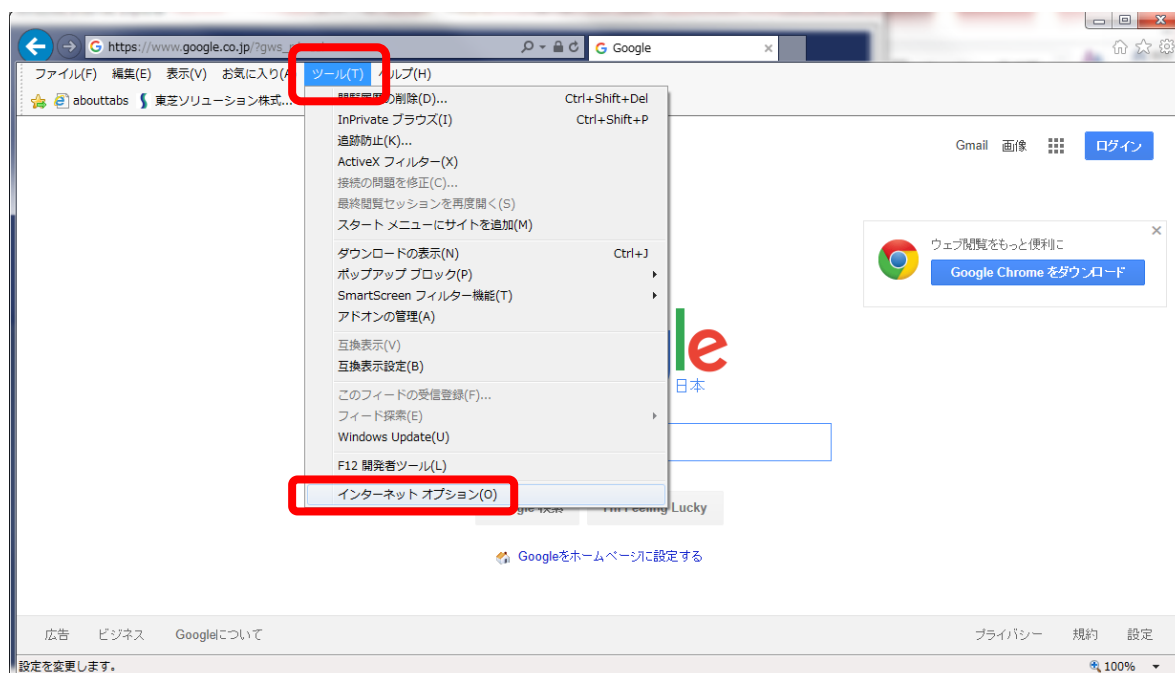 https://www.google.co.jp/?gws_
Google
ファイル(F) 編集(E) 表示(V) お気に入り(A ツール(T) ヘルプ(H)
abouttabs 東芝ソリューション株式...
閲覧履歴の削除(D)... Ctrl+Shift+Del
InPrivate ブラウズ(I) Ctrl+Shift+P
追跡防止(K)...
ActiveX フィルター(X)
接続の問題を修正(C)...
最終閲覧セッションを再度開く(S)
スタート メニューにサイトを追加(M)
ダウンロードの表示(N) Ctrl+J
ポップアップ ブロック(P)
SmartScreen フィルター機能(T)
アドオンの管理(A)
互換表示(V)
互換表示設定(B)
このフィードの受信登録(F)...
フィード探索(E)
Windows Update(U)
F12 開発者ツール(L)
インターネット オプション(O)
Gmail 画像 ログイン
ウェブ閲覧をもっと便利に
Google Chrome をダウンロード
le
日本
Google 検索 I'm Feeling Lucky
Googleをホームページに設定する
広告 ビジネス Googleについて プライバシー 規約 設定
設定を変更します。 100%